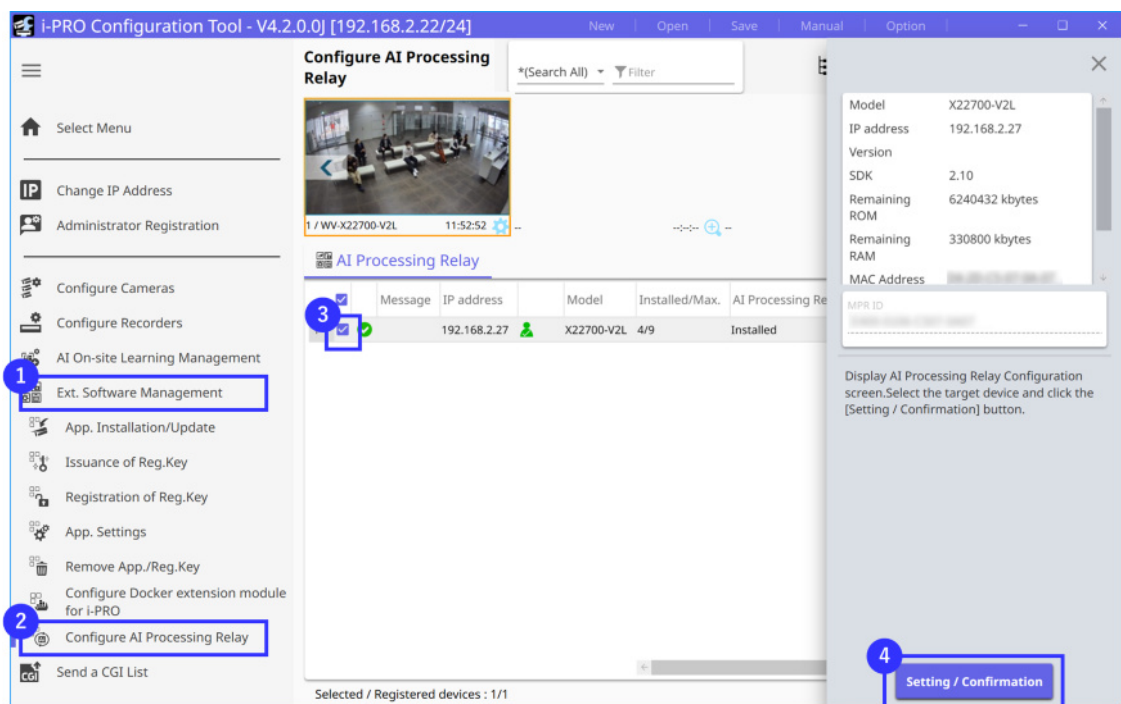 i-PRO Configuration Tool - V4.2.0.0J [192.168.2.22/24]
New
Open
Save
Manual
Option
Select Menu
Change IP Address
Administrator Registration
Configure Cameras
Configure Recorders
AI On-site Learning Management
1
Ext. Software Management
App. Installation/Update
Issuance of Reg.Key
Registration of Reg.Key
App. Settings
Remove App./Reg.Key
Configure Docker extension module
for i-PRO
2
Configure AI Processing Relay
CGI
Send a CGI List
Configure AI Processing
Relay
*(Search All)
Filter
1 / WV-X22700-V2L 11:52:52 -- --:--:-- --
AI Processing Relay
Message IP address Model Installed/Max. AI Processing Re
3
192.168.2.27 X22700-V2L 4/9 Installed
Selected / Registered devices : 1/1
Model X22700-V2L
IP address 192.168.2.27
Version
SDK 2.10
Remaining 6240432 kbytes
ROM
Remaining 330800 kbytes
RAM
MAC Address
MPR ID
Display AI Processing Relay Configuration
screen.Select the target device and click the
[Setting / Confirmation] button.
4
Setting / Confirmation